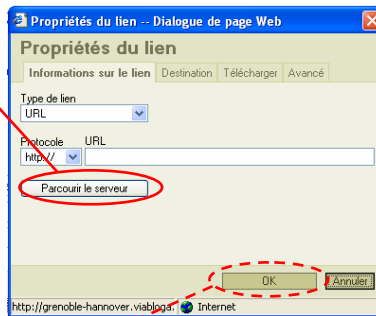 Propriétés du lien -- Dialogue de page Web
Propriétés du lien
Informations sur le lien Destination Télécharger Avancé
Type de lien
URL
Protocole URL
http://
Parcourir le serveur
OK Annuler
http://grenoble-hannover.viabloga. Internet